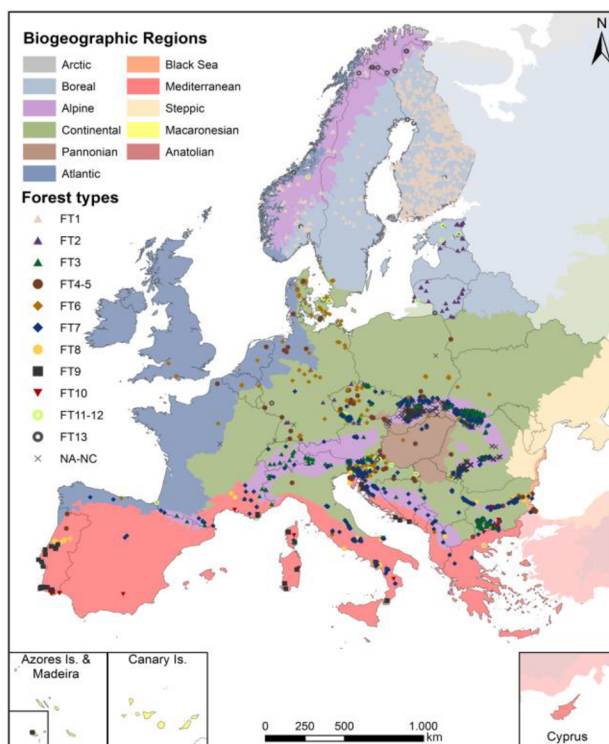 Biogeographic Regions
Arctic
Black Sea
Boreal
Mediterranean
Alpine
Steppic
Continental
Macaronesian
Pannonian
Anatolian
Atlantic
Forest types
FT1
FT2
FT3
FT4-5
FT6
FT7
FT8
FT9
FT10
FT11-12
FT13
NA-NC
N
Azores Is. &
Madeira
Canary Is.
0 250 500 1.000
km
Cyprus